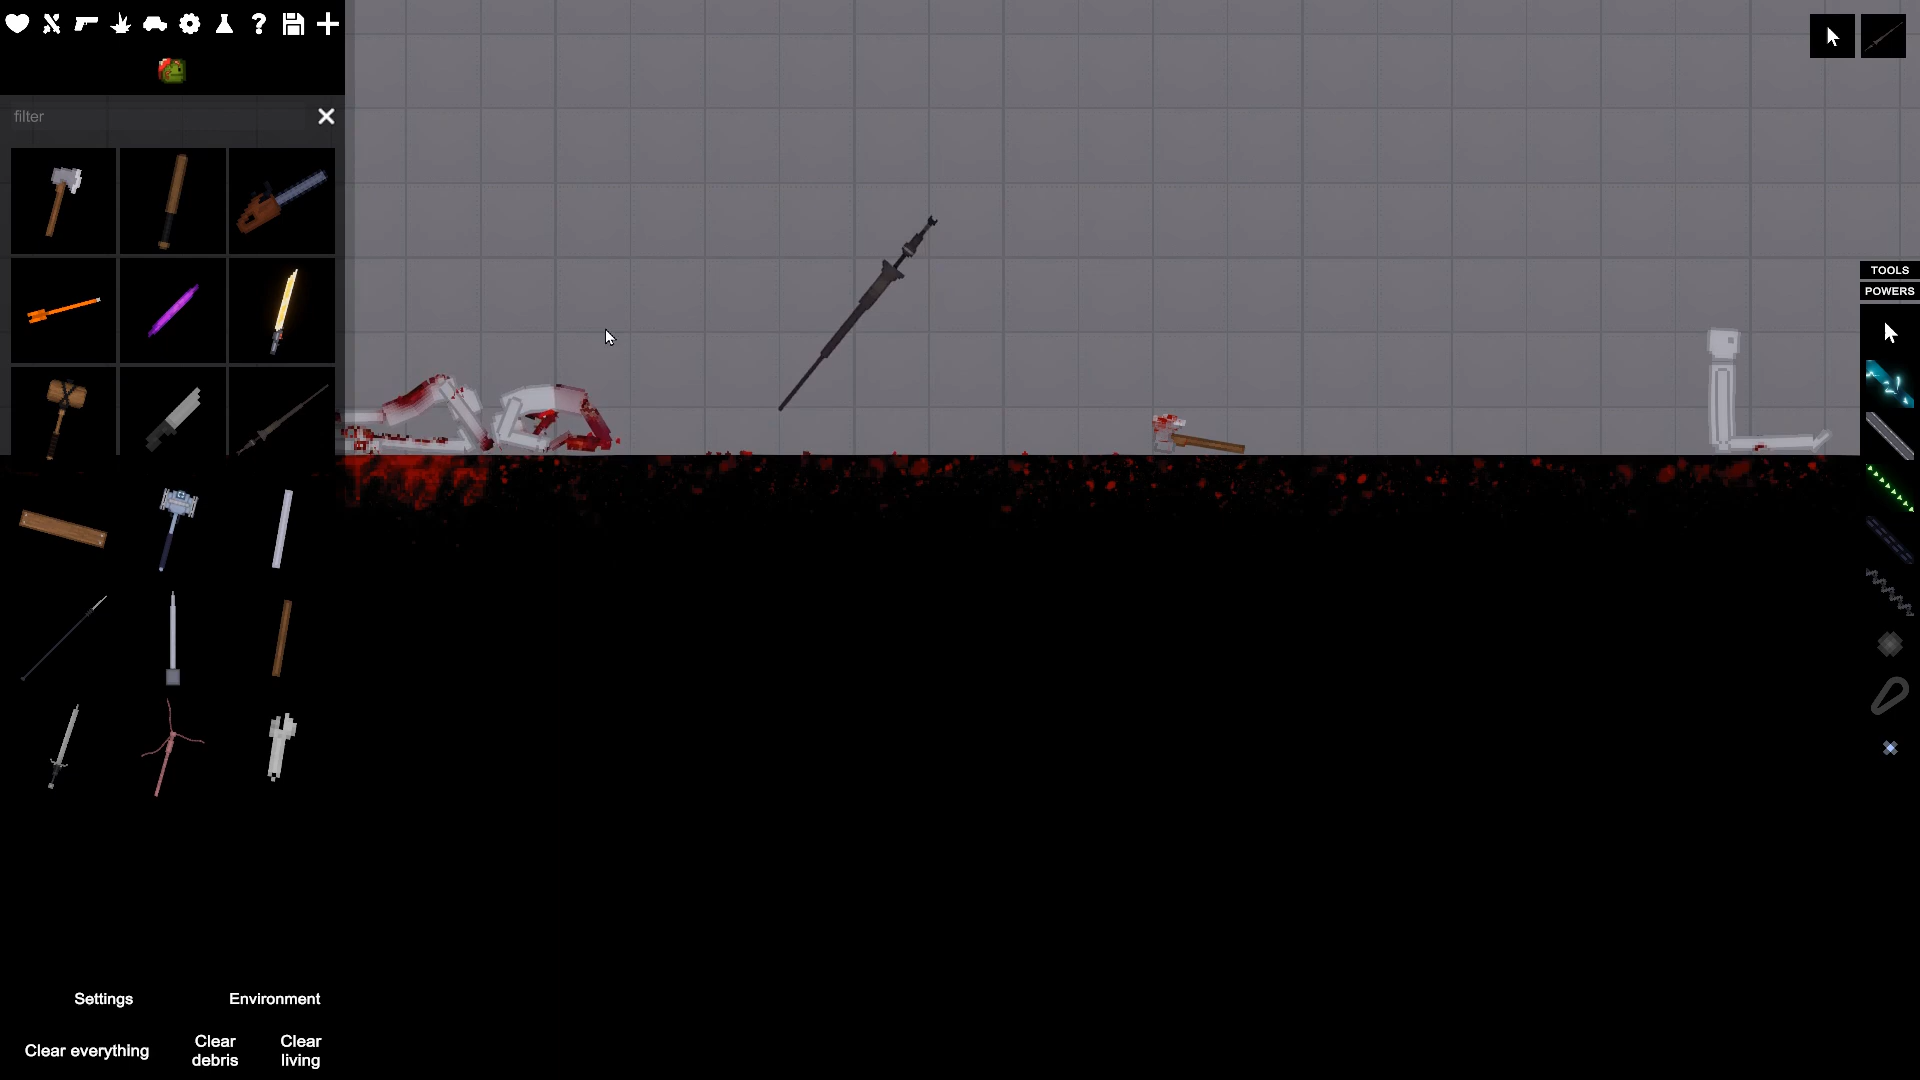 filter
TOOLS
POWERS
Settings
Environment
Clear everything
Clear
debris
Clear
living